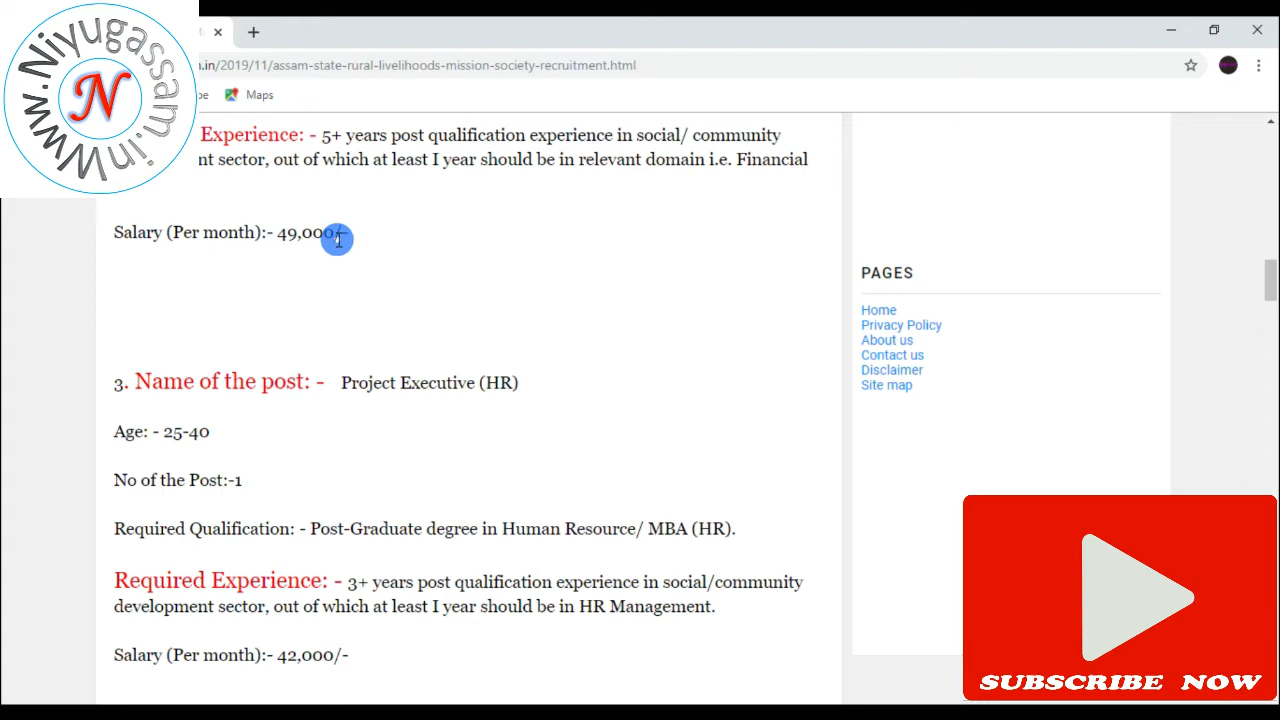 www.Niyugassam.in
N
n.in/2019/11/assam-state-rural-livelihoods-mission-society-recruitment.html
Maps
Experience: - 5+ years post qualification experience in social/ community
nt sector, out of which at least I year should be in relevant domain i.e. Financial
Salary (Per month):- 49,000/-
PAGES
Home
Privacy Policy
About us
Contact us
Disclaimer
Site map
3. Name of the post: - Project Executive (HR)
Age: - 25-40
No of the Post:-1
Required Qualification: - Post-Graduate degree in Human Resource/ MBA (HR).
Required Experience: - 3+ years post qualification experience in social/community
development sector, out of which at least I year should be in HR Management.
Salary (Per month):- 42,000/-
SUBSCRIBE NOW